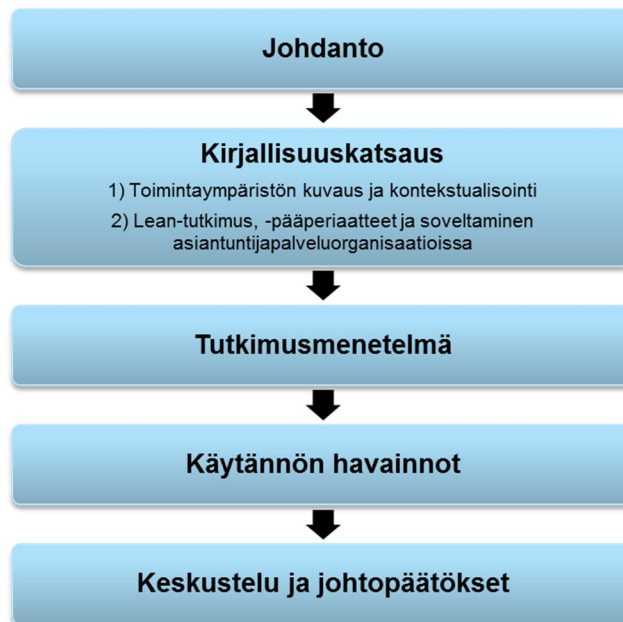 Johdanto
Kirjallisuuskatsaus
1) Toimintaympäristön kuvaus ja kontekstualisointi
2) Lean-tutkimus, -pääperiaatteet ja soveltaminen
asiantuntijapalveluorganisaatioissa
Tutkimusmenetelmä
Käytännön havainnot
Keskustelu ja johtopäätökset